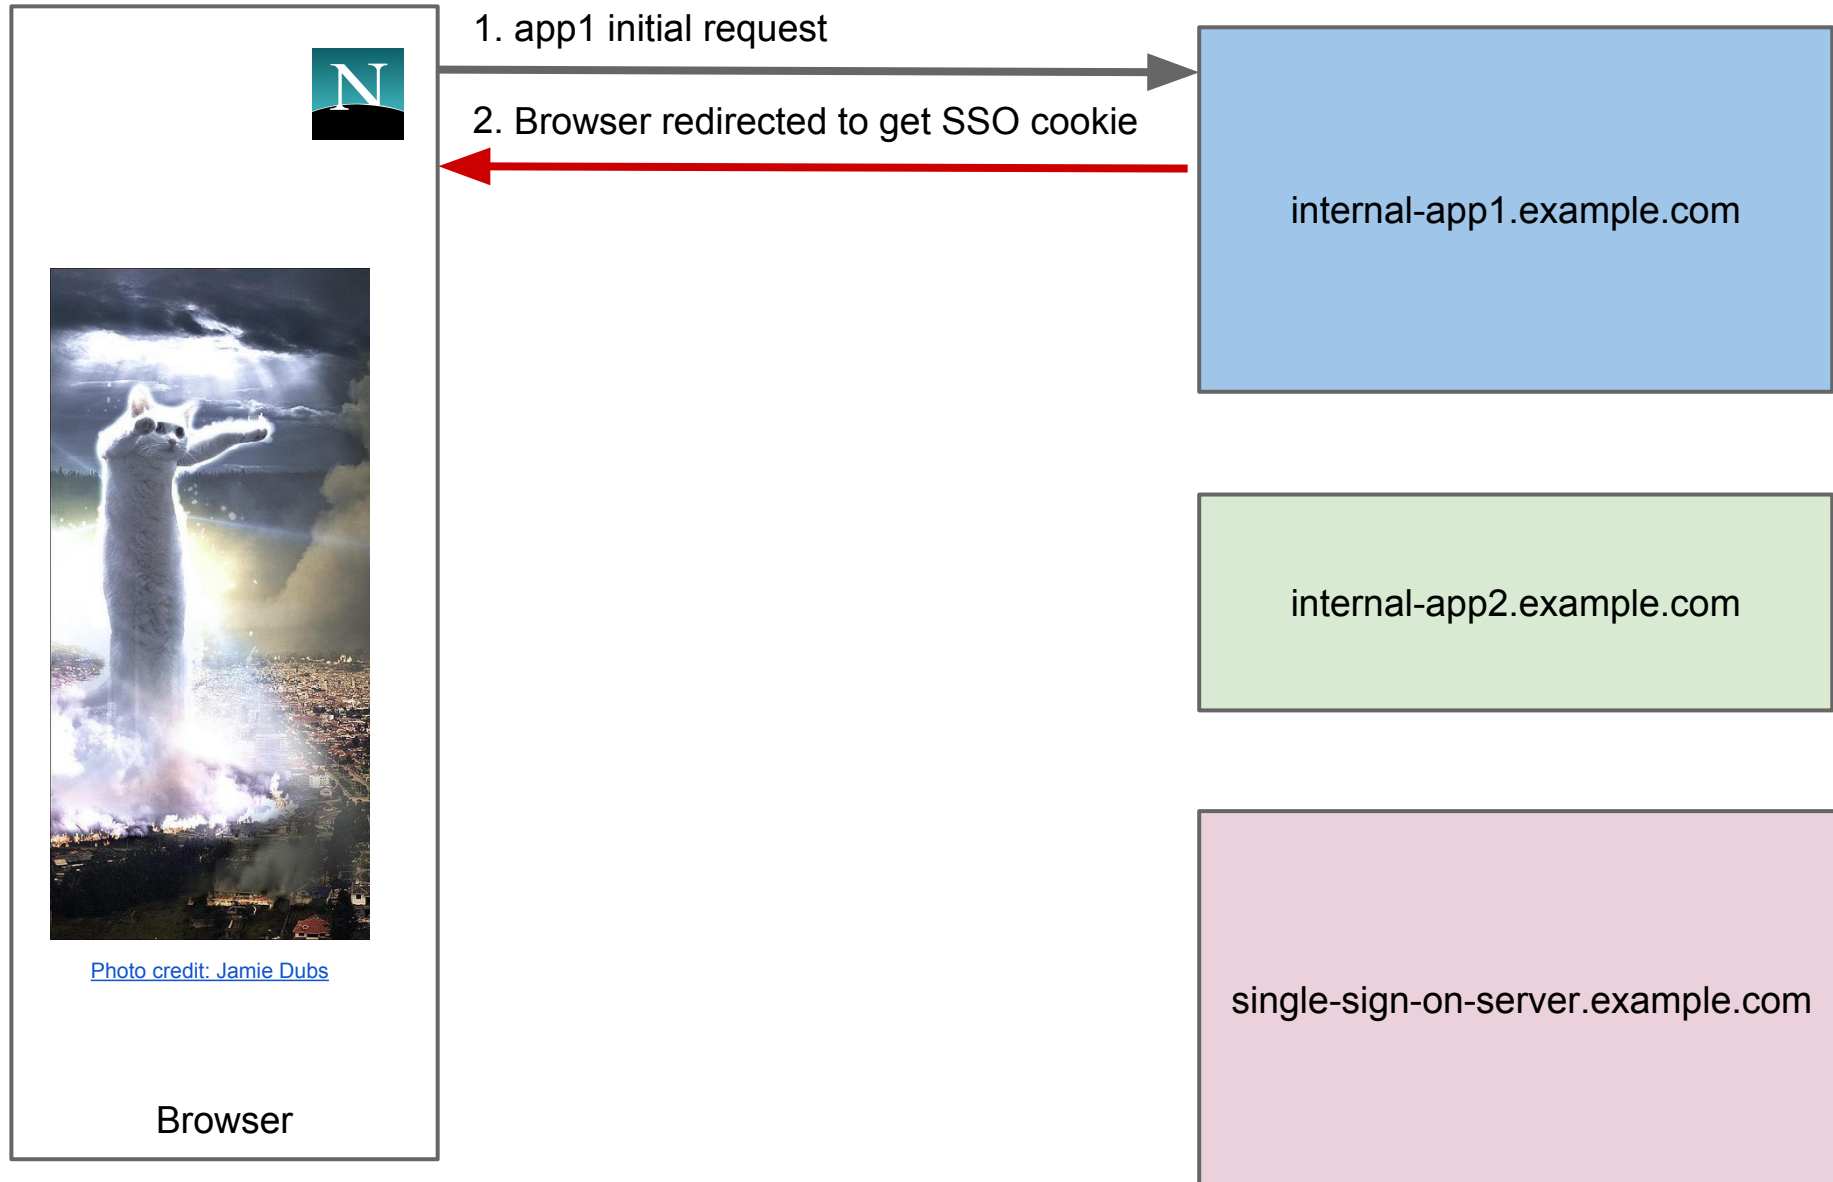 1. app1 initial request
N
2. Browser redirected to get SSO cookie
internal-app1.example.com
internal-app2.example.com
Photo credit: Jamie Dubs
single-sign-on-server.example.com
Browser